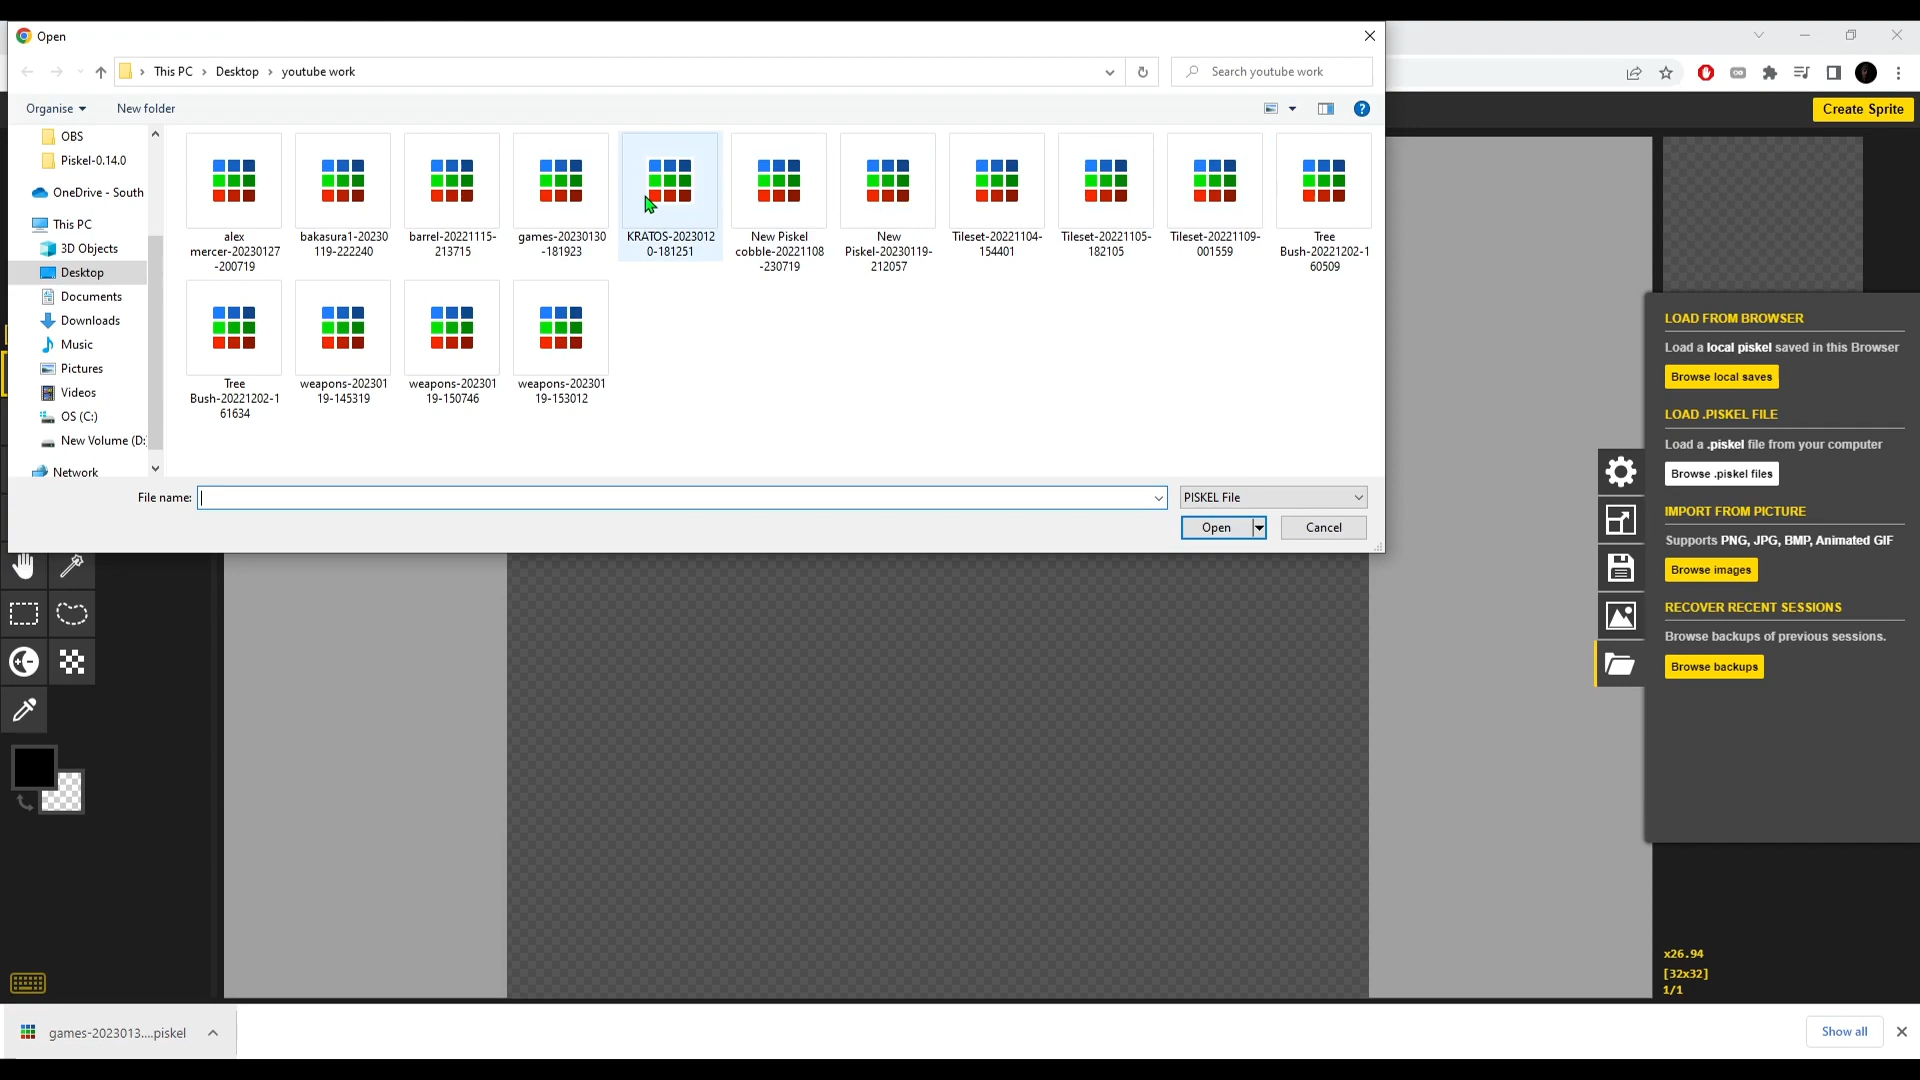 Open
This PC > Desktop > youtube work
Search youtube work
Organise
New folder
OBS
Piskel-0.14.0
OneDrive - South
This PC
3D Objects
Desktop
Documents
Downloads
Music
Pictures
Videos
OS (C:)
New Volume (D:
Network
alex
mercer-20230127
-200719
bakasura1-20230
119-222240
barrel-20221115-
213715
games-20230130
-181923
KRATOS-2023012
0-181251
New Piskel
cobble-20221108
-230719
New
Piskel-20230119-
212057
Tileset-20221104-
154401
Tileset-20221105-
182105
Tileset-20221109-
001559
Tree
Bush-20221202-1
60509
Tree
Bush-20221202-1
61634
weapons-202301
19-145319
weapons-202301
19-150746
weapons-202301
19-153012
File name:
PISKEL File
Open
Cancel
Create Sprite
LOAD FROM BROWSER
Load a local piskel saved in this Browser
Browse local saves
LOAD .PISKEL FILE
Load a .piskel file from your computer
Browse .piskel files
IMPORT FROM PICTURE
Supports PNG, JPG, BMP, Animated GIF
Browse images
RECOVER RECENT SESSIONS
Browse backups of previous sessions.
Browse backups
x26.94
[32x32]
1/1
games-2023013....piskel
Show all